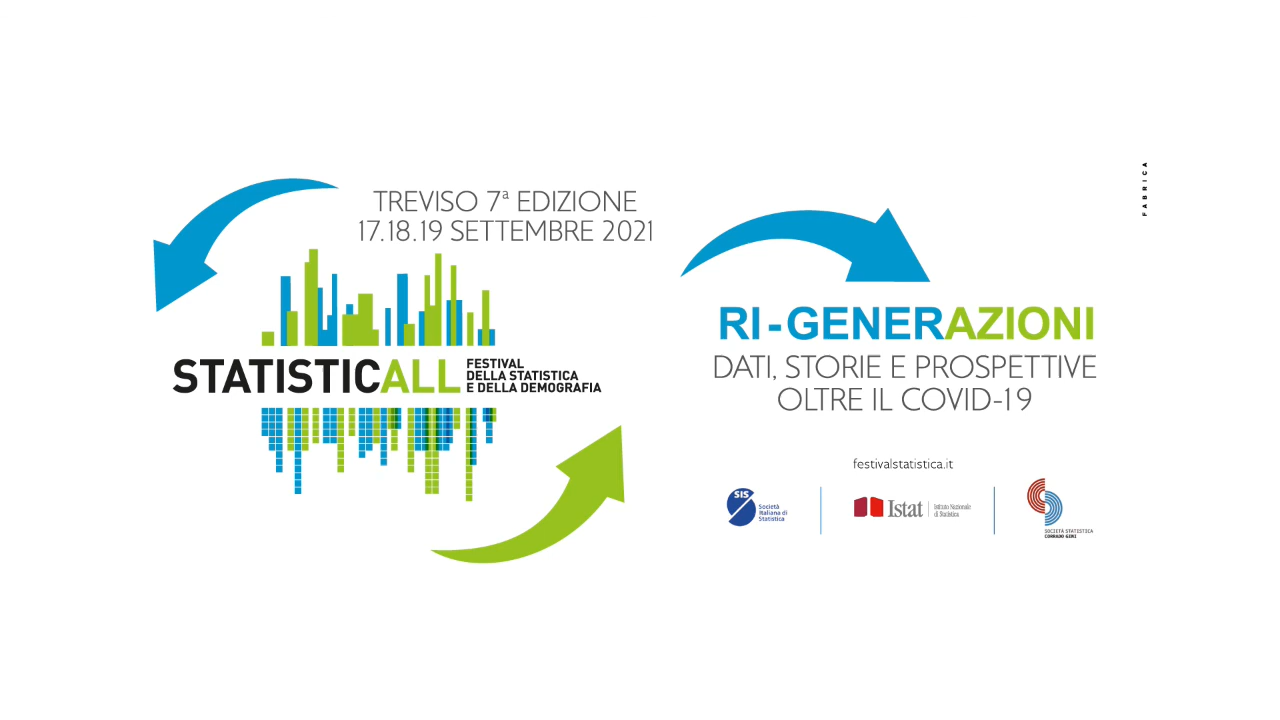 TREVISO 7ª EDIZIONE
17.18.19 SETTEMBRE 2021
STATISTICALL
FESTIVAL
DELLA STATISTICA
E DELLA DEMOGRAFIA
RI-GENERAZIONI
DATI, STORIE E PROSPETTIVE
OLTRE IL COVID-19
festivalstatistica.it
SIS
Società
Italiana di
Statistica
Istat
Istituto Nazionale
di Statistica
SOCIETÀ STATISTICA
CORRADO GINI
FABRICA